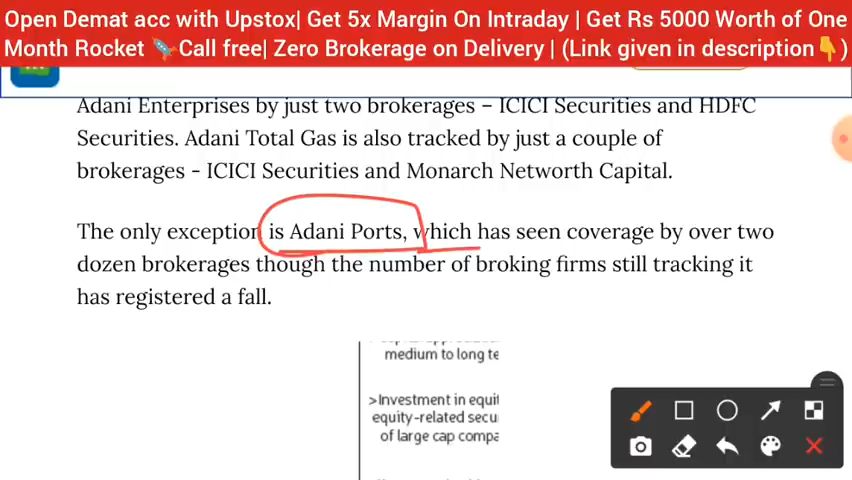 Open Demat acc with Upstox| Get 5x Margin On Intraday | Get Rs 5000 Worth of One
Month Rocket 🚀Call free| Zero Brokerage on Delivery | (Link given in description👇)
Adani Enterprises by just two brokerages – ICICI Securities and HDFC
Securities. Adani Total Gas is also tracked by just a couple of
brokerages - ICICI Securities and Monarch Networth Capital.
The only exception is Adani Ports, which has seen coverage by over two
dozen brokerages though the number of broking firms still tracking it
has registered a fall.
medium to long te
>Investment in equit
equity-related secu
of large cap compa